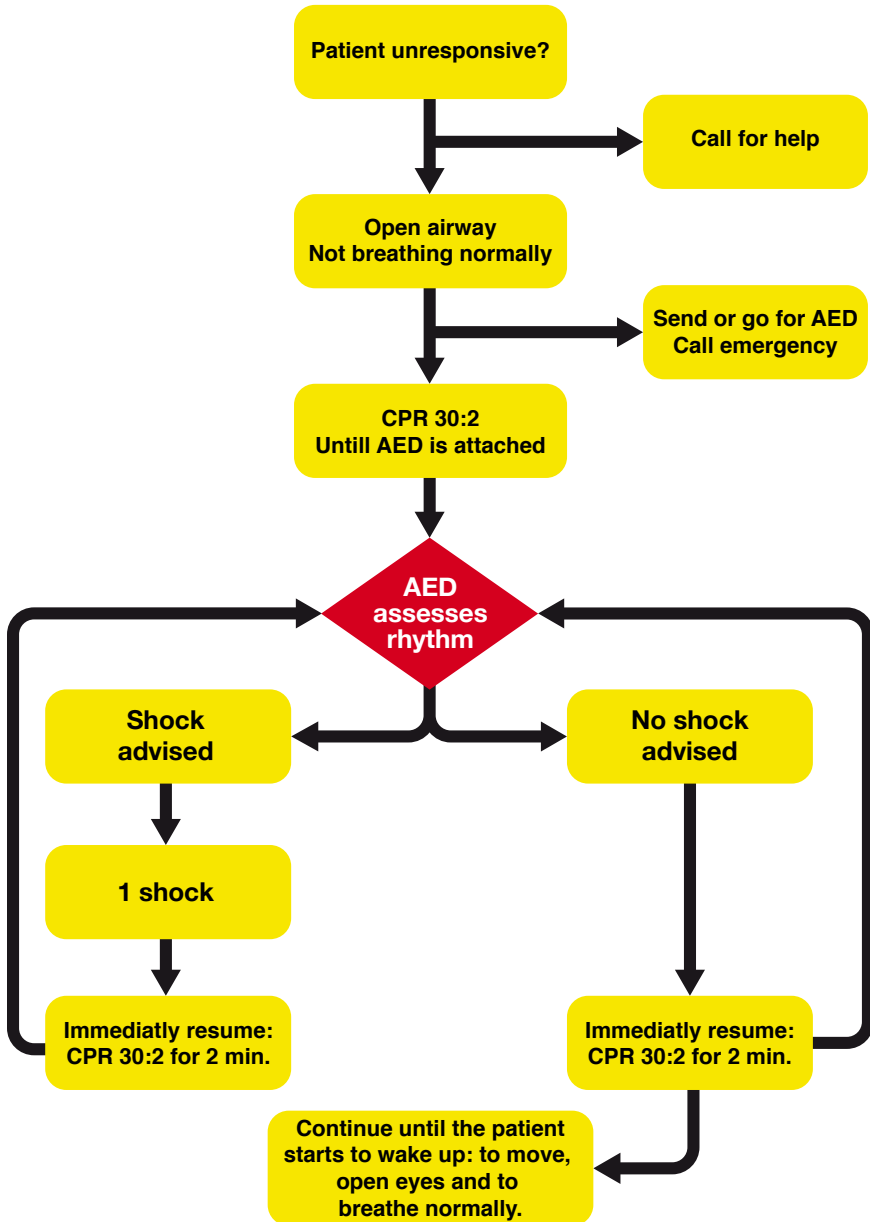 Patient unresponsive?
Call for help
Open airway
Not breathing normally
Send or go for AED
Call emergency
CPR 30:2
Untill AED is attached
AED
assesses
rhythm
Shock
advised
No shock
advised
1 shock
Immediatly resume:
CPR 30:2 for 2 min.
Immediatly resume:
CPR 30:2 for 2 min.
Continue until the patient
starts to wake up: to move,
open eyes and to
breathe normally.